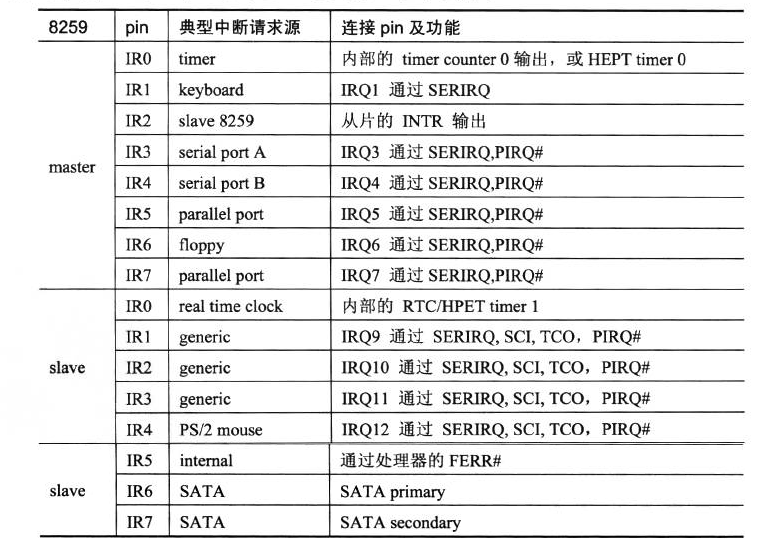 8259 pin 典型中断请求源 连接 pin 及功能
master
IR0 timer 内部的 timer counter 0 输出，或 HEPT timer 0
IR1 keyboard IRQ1 通过 SERIRQ
IR2 slave 8259 从片的 INTR 输出
IR3 serial port A IRQ3 通过 SERIRQ,PIRQ#
IR4 serial port B IRQ4 通过 SERIRQ,PIRQ#
IR5 parallel port IRQ5 通过 SERIRQ,PIRQ#
IR6 floppy IRQ6 通过 SERIRQ,PIRQ#
IR7 parallel port IRQ7 通过 SERIRQ,PIRQ#
slave
IR0 real time clock 内部的 RTC/HPET timer 1
IR1 generic IRQ9 通过 SERIRQ, SCI, TCO，PIRQ#
IR2 generic IRQ10 通过 SERIRQ, SCI, TCO，PIRQ#
IR3 generic IRQ11 通过 SERIRQ, SCI, TCO，PIRQ#
IR4 PS/2 mouse IRQ12 通过 SERIRQ, SCI, TCO，PIRQ#
slave
IR5 internal 通过处理器的 FERR#
IR6 SATA SATA primary
IR7 SATA SATA secondary